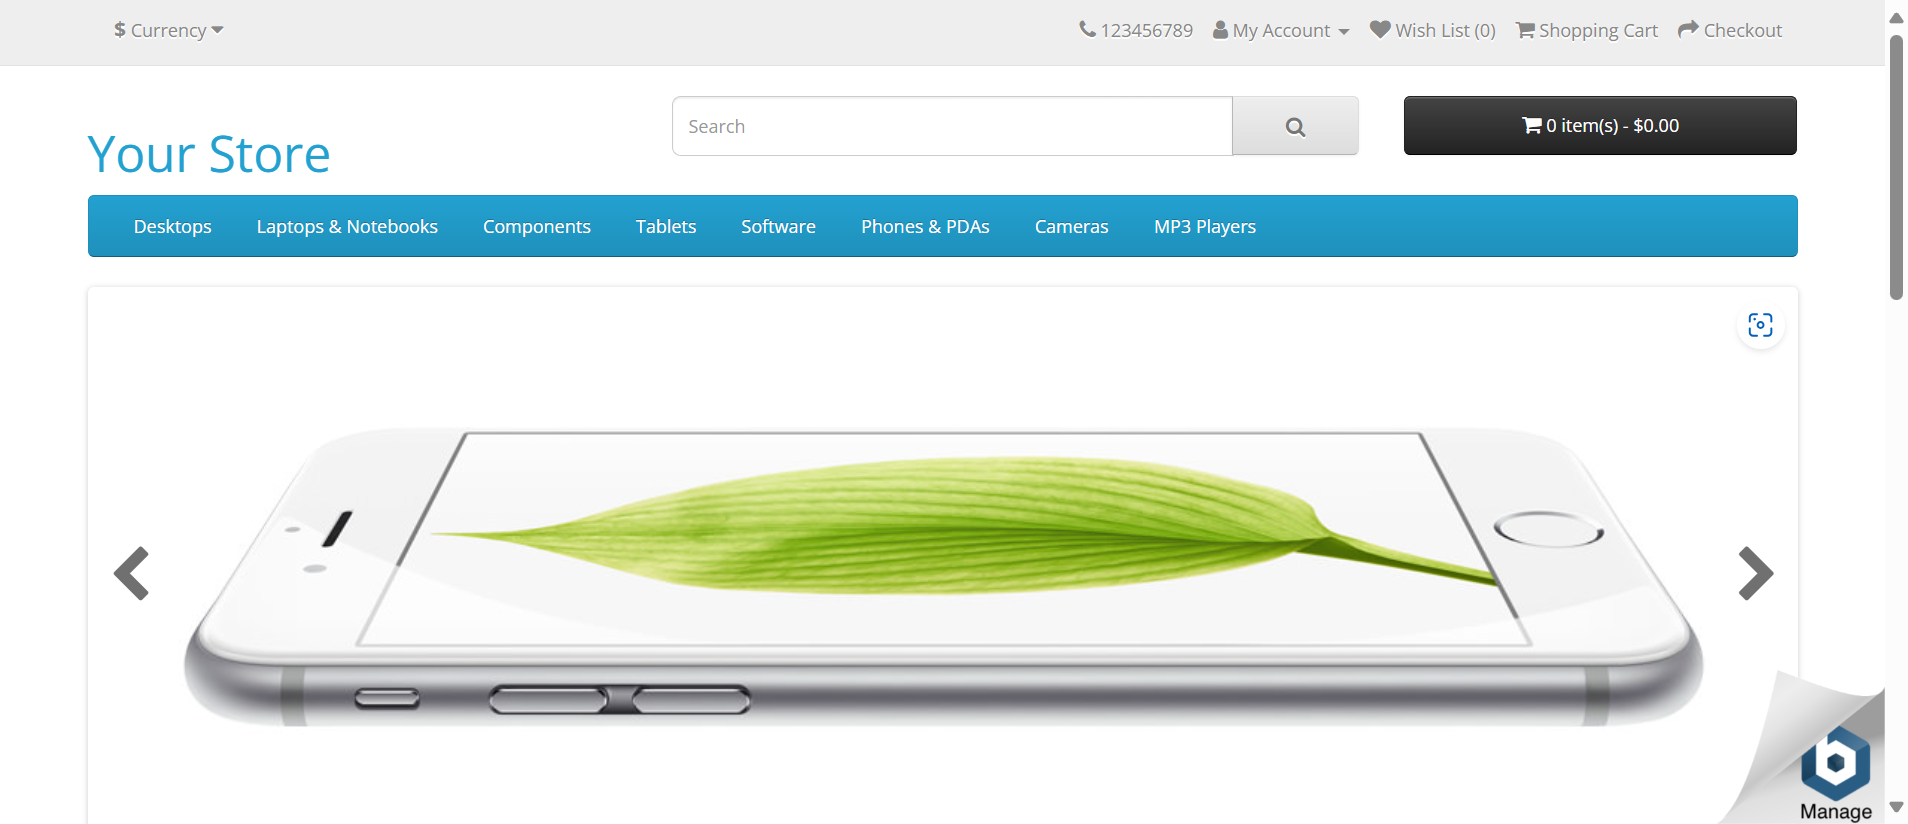 $ Currency 123456789 My Account Wish List (0) Shopping Cart Checkout
Search
0 item(s) - $0.00
Your Store
Desktops Laptops & Notebooks Components Tablets Software Phones & PDAs Cameras MP3 Players
b
Manage